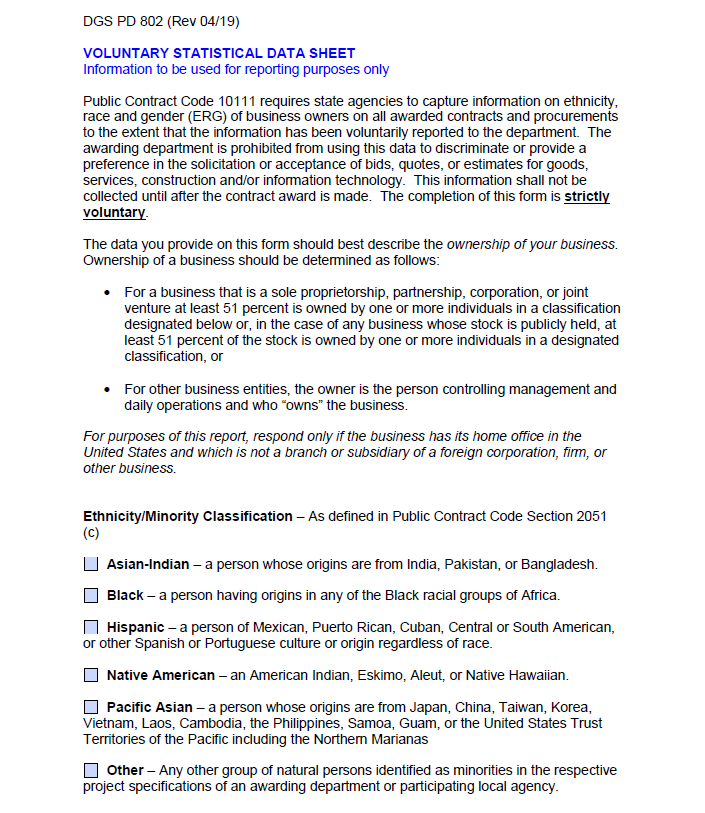 DGS PD 802 (Rev 04/19)
VOLUNTARY STATISTICAL DATA SHEET
Information to be used for reporting purposes only
Public Contract Code 10111 requires state agencies to capture information on ethnicity,
race and gender (ERG) of business owners on all awarded contracts and procurements
to the extent that the information has been voluntarily reported to the department.  The
awarding department is prohibited from using this data to discriminate or provide a
preference in the solicitation or acceptance of bids, quotes, or estimates for goods,
services, construction and/or information technology.  This information shall not be
collected until after the contract award is made.  The completion of this form is strictly
voluntary.
The data you provide on this form should best describe the ownership of your business.
Ownership of a business should be determined as follows:
• For a business that is a sole proprietorship, partnership, corporation, or joint
venture at least 51 percent is owned by one or more individuals in a classification
designated below or, in the case of any business whose stock is publicly held, at
least 51 percent of the stock is owned by one or more individuals in a designated
classification, or
• For other business entities, the owner is the person controlling management and
daily operations and who “owns” the business.
For purposes of this report, respond only if the business has its home office in the
United States and which is not a branch or subsidiary of a foreign corporation, firm, or
other business.
Ethnicity/Minority Classification – As defined in Public Contract Code Section 2051
(c)
Asian-Indian – a person whose origins are from India, Pakistan, or Bangladesh.
Black – a person having origins in any of the Black racial groups of Africa.
Hispanic – a person of Mexican, Puerto Rican, Cuban, Central or South American,
or other Spanish or Portuguese culture or origin regardless of race.
Native American – an American Indian, Eskimo, Aleut, or Native Hawaiian.
Pacific Asian – a person whose origins are from Japan, China, Taiwan, Korea,
Vietnam, Laos, Cambodia, the Philippines, Samoa, Guam, or the United States Trust
Territories of the Pacific including the Northern Marianas
Other – Any other group of natural persons identified as minorities in the respective
project specifications of an awarding department or participating local agency.